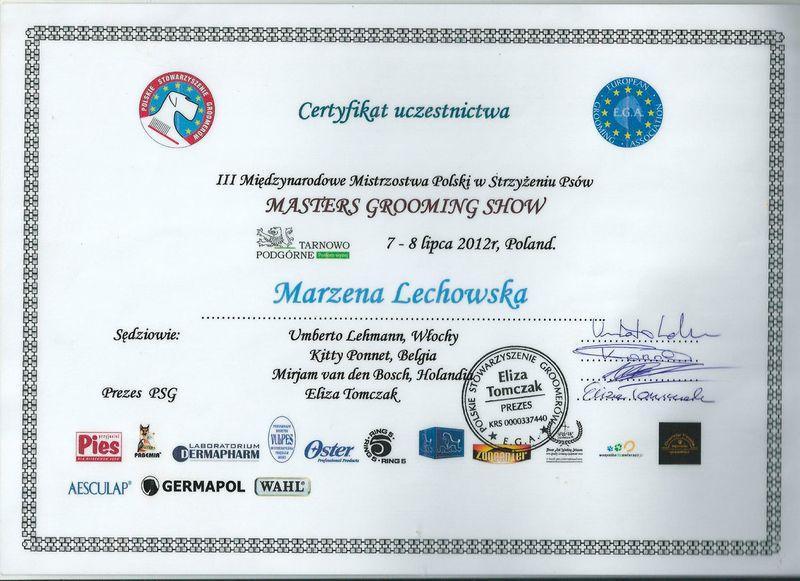 POLSKIE STOWARZYSZENIE GROOMERÓW
EUROPEAN GROOMING ASSOCIATION
E.G.A.
Certyfikat uczestnictwa
III Międzynarodowe Mistrzostwa Polski w Strzyżeniu Psów
MASTERS GROOMING SHOW
TARNOWO
PODGÓRNE
7 - 8 lipca 2012r, Poland.
Marzena Lechowska
Sędziowie:
Umberto Lehmann, Włochy
Kitty Ponnet, Belgia
Mirjam van den Bosch, Holandia
Prezes PSG
Eliza Tomczak
POLSKIE STOWARZYSZENIE GROOMERÓW
Eliza
Tomczak
PREZES
KRS 0000337440
E.G.A.
Pies
LABORATORIUM
DERMAPHARM
Oster
Professional Products
RING 5
AESCULAP®
GERMAPOL
WAHL